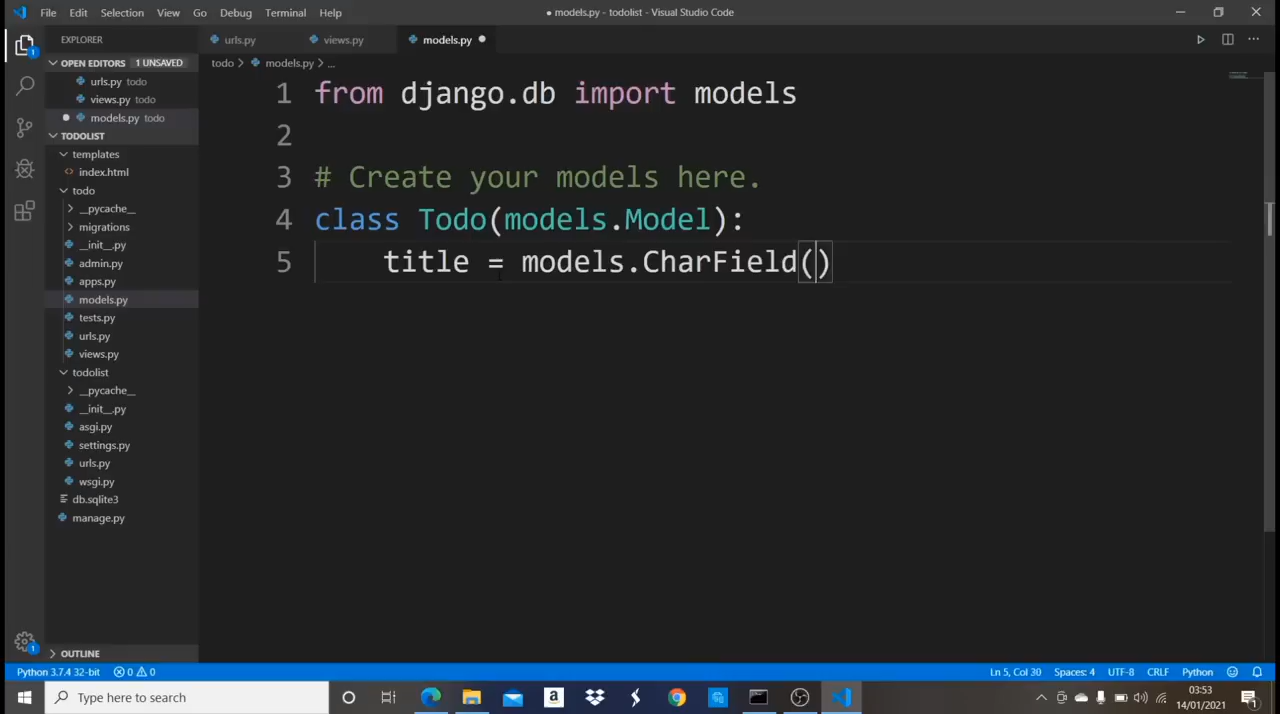 File Edit Selection View Go Debug Terminal Help
● models.py - todolist - Visual Studio Code
EXPLORER
OPEN EDITORS 1 UNSAVED
urls.py todo
views.py todo
models.py todo
TODOLIST
templates
index.html
todo
__pycache__
migrations
__init__.py
admin.py
apps.py
models.py
tests.py
urls.py
views.py
todolist
__pycache__
__init__.py
asgi.py
settings.py
urls.py
wsgi.py
db.sqlite3
manage.py
OUTLINE
urls.py views.py models.py
todo > models.py > ...
1 from django.db import models
2
3 # Create your models here.
4 class Todo(models.Model):
5 title = models.CharField()
Python 3.7.4 32-bit 0 0 Ln 5, Col 30 Spaces: 4 UTF-8 CRLF Python
Type here to search
03:53
14/01/2021